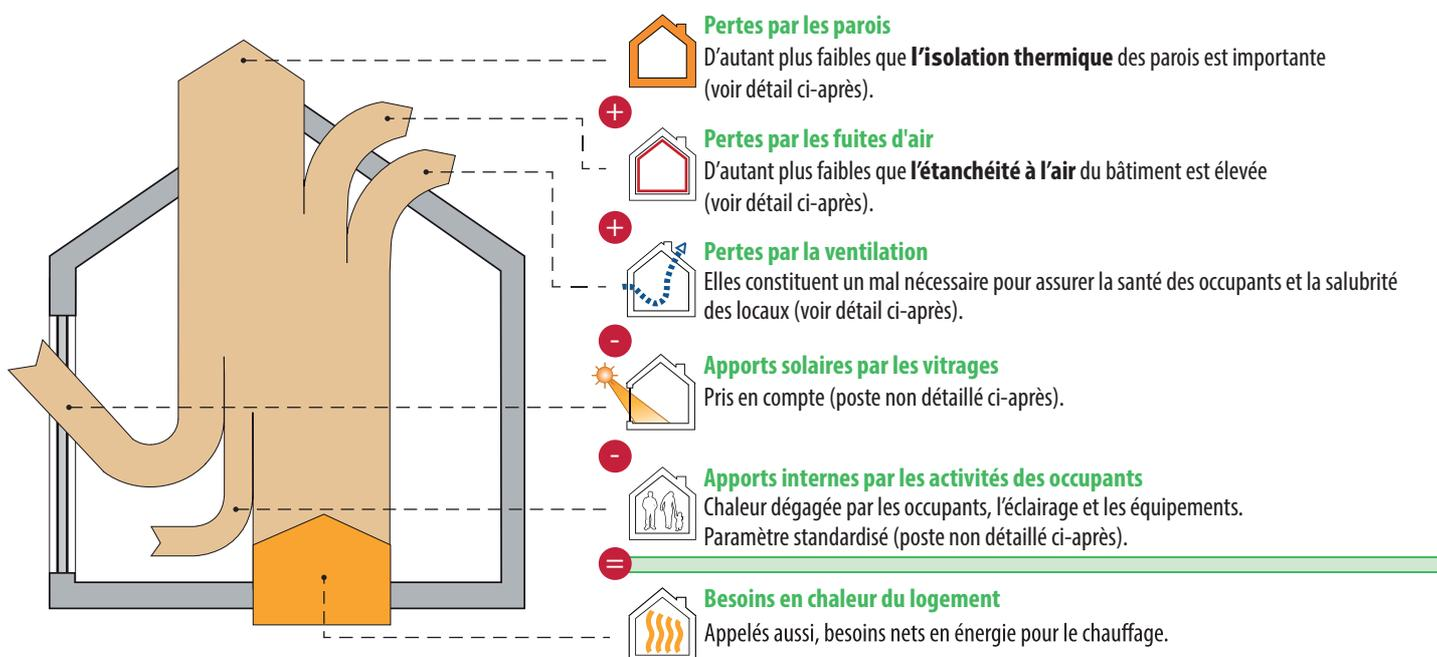 Pertes par les parois
D'autant plus faibles que l'isolation thermique des parois est importante
(voir détail ci-après).
+
Pertes par les fuites d'air
D'autant plus faibles que l'étanchéité à l'air du bâtiment est élevée
(voir détail ci-après).
+
Pertes par la ventilation
Elles constituent un mal nécessaire pour assurer la santé des occupants et la salubrité
des locaux (voir détail ci-après).
-
Apports solaires par les vitrages
Pris en compte (poste non détaillé ci-après).
-
Apports internes par les activités des occupants
Chaleur dégagée par les occupants, l'éclairage et les équipements.
Paramètre standardisé (poste non détaillé ci-après).
=
Besoins en chaleur du logement
Appelés aussi, besoins nets en énergie pour le chauffage.